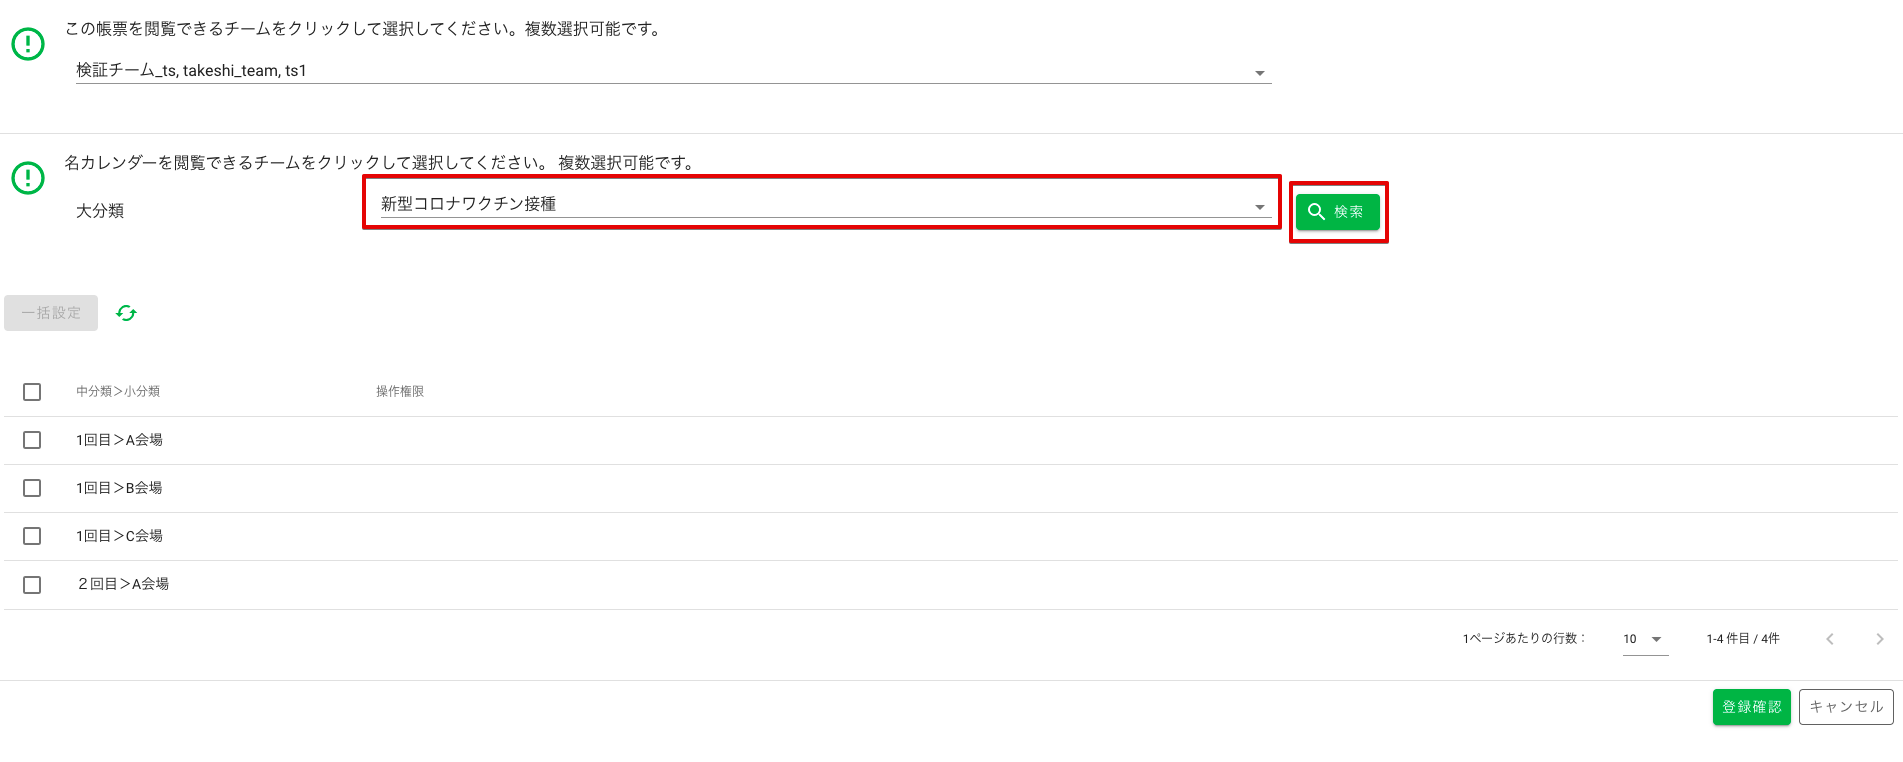 この帳票を閲覧できるチームをクリックして選択してください。複数選択可能です。
検証チーム_ts, takeshi_team, ts1
名カレンダーを閲覧できるチームをクリックして選択してください。 複数選択可能です。
大分類
新型コロナワクチン接種
検索
一括設定
中分類＞小分類 操作権限
1回目＞A会場
1回目＞B会場
1回目＞C会場
２回目＞A会場
1ページあたりの行数： 10 1-4 件目 / 4件
登録確認 キャンセル